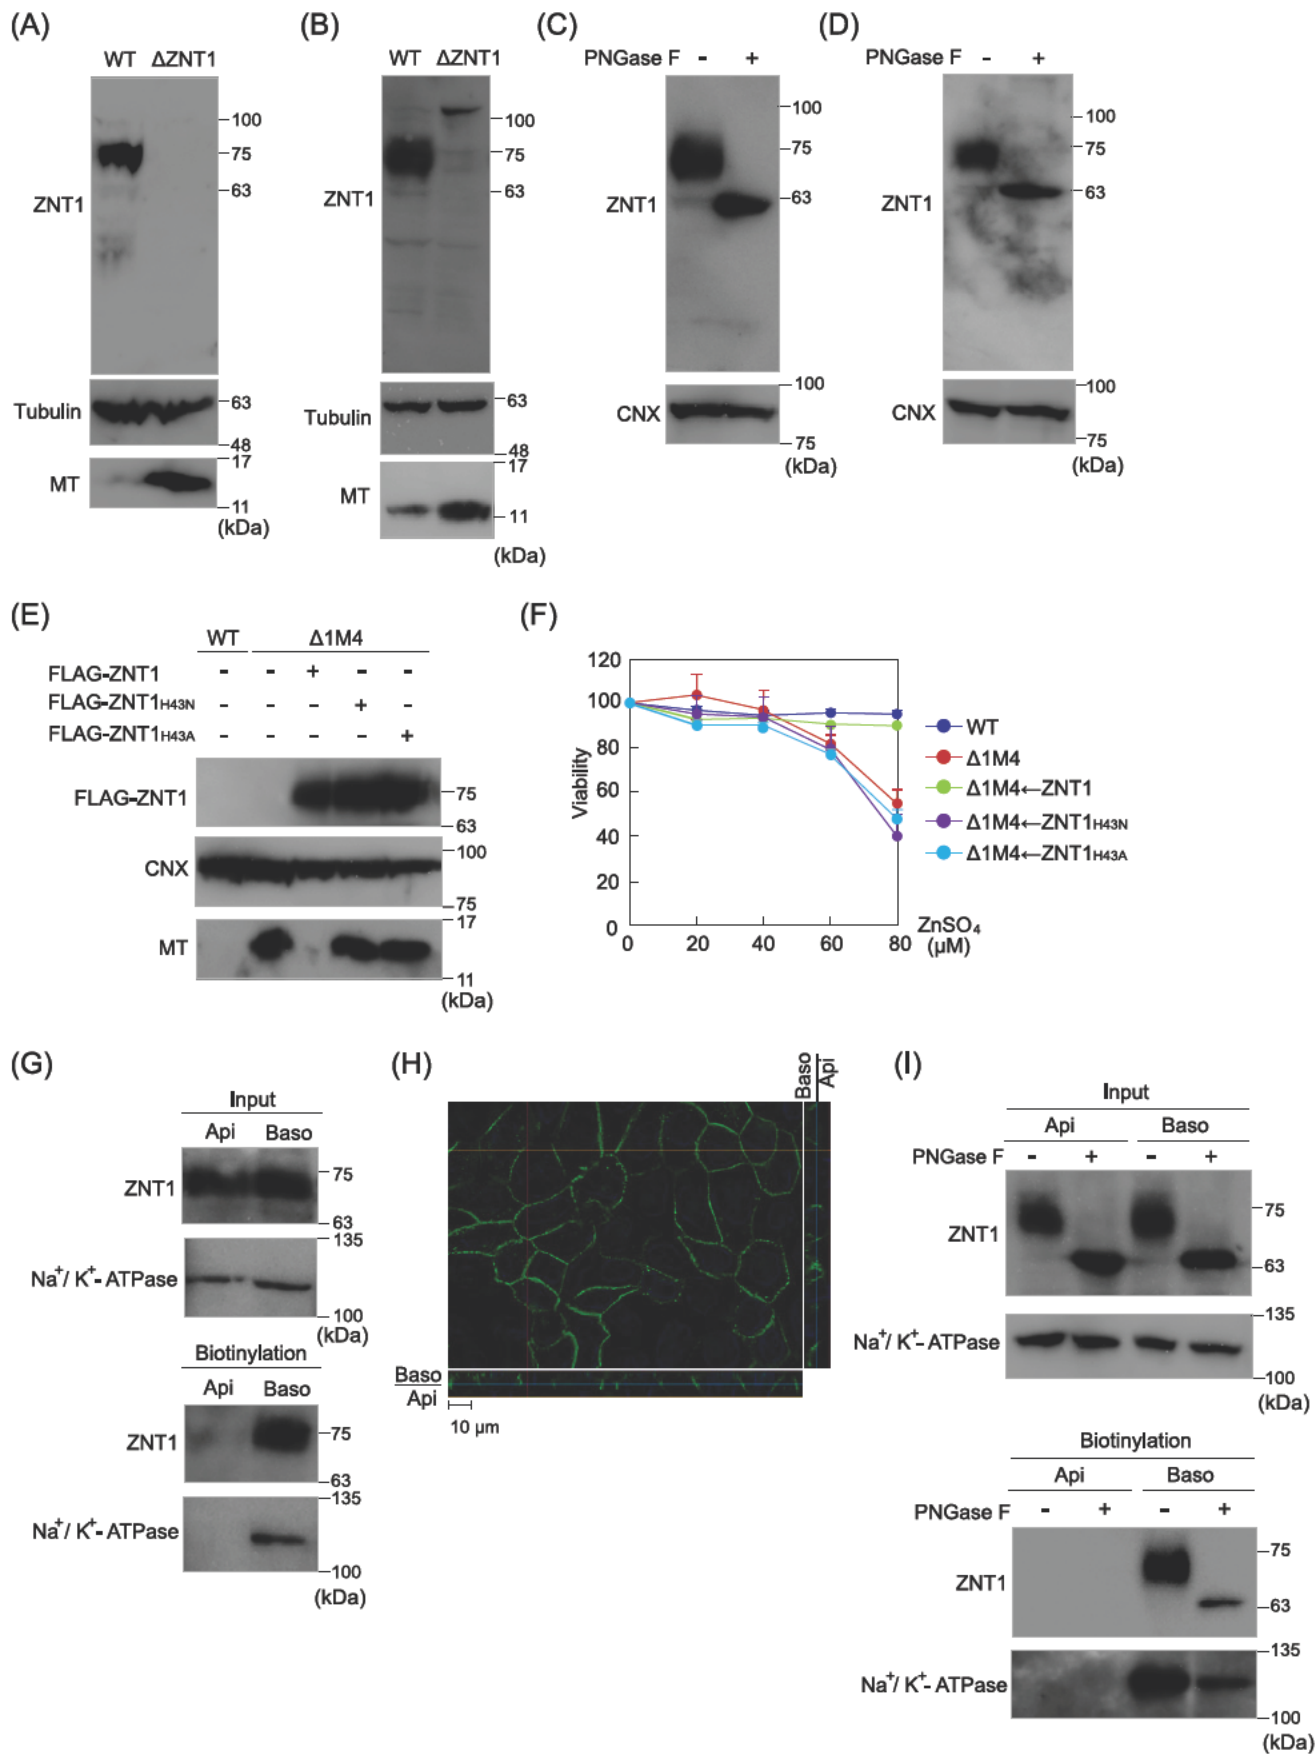 (A)
WT ΔZNT1
ZNT1
100
75
63
Tubulin
63
48
MT
17
11
(kDa)
(B)
WT ΔZNT1
ZNT1
100
75
63
Tubulin
63
48
MT
17
11
(kDa)
(C)
PNGase F - +
ZNT1
100
75
63
CNX
100
75
(kDa)
(D)
PNGase F - +
ZNT1
100
75
63
CNX
100
75
(kDa)
(E)
WT Δ1M4
FLAG-ZNT1 - - + - -
FLAG-ZNT1H43N - - - + -
FLAG-ZNT1H43A - - - - +
FLAG-ZNT1
75
63
CNX
100
75
MT
17
11
(kDa)
(F)
Viability
120
100
80
60
40
20
0
0 20 40 60 80
ZnSO4
(μM)
WT
Δ1M4
Δ1M4←ZNT1
Δ1M4←ZNT1H43N
Δ1M4←ZNT1H43A
(G)
Input
Api Baso
ZNT1
75
63
Na+/ K+- ATPase
135
100
(kDa)
Biotinylation
Api Baso
ZNT1
75
63
Na+/ K+- ATPase
135
100
(kDa)
(H)
Baso
Api
Baso
Api
10 μm
(I)
Input
Api Baso
PNGase F - + - +
ZNT1
75
63
Na+/ K+- ATPase
135
100
(kDa)
Biotinylation
Api Baso
PNGase F - + - +
ZNT1
75
63
Na+/ K+- ATPase
135
100
(kDa)